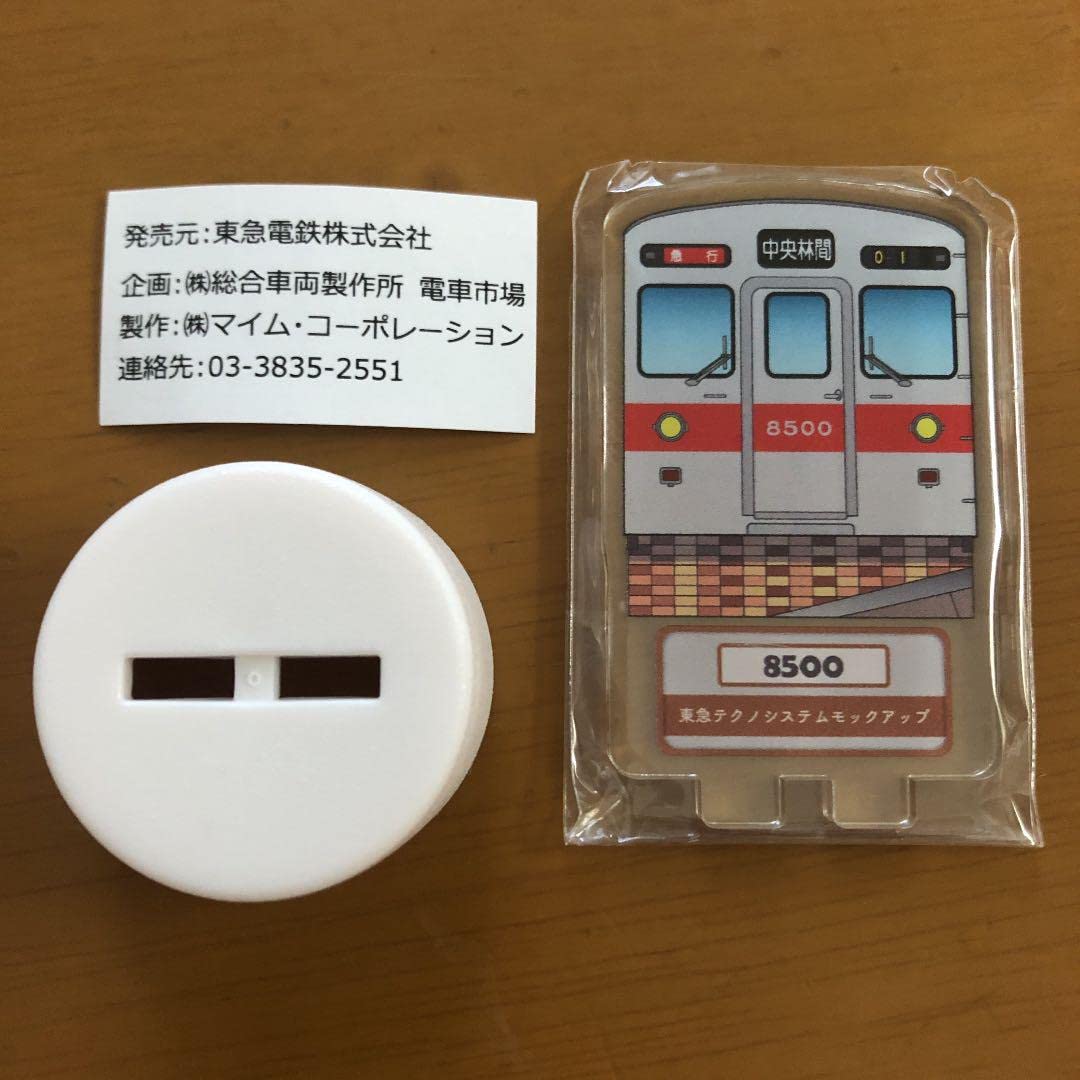 発売元:東急電鉄株式会社
企画:㈱総合車両製作所 電車市場
製作:㈱マイム・コーポレーション
連絡先:03-3835-2551
急行
中央林間
01
8500
8500
東急テクノシステムモックアップ